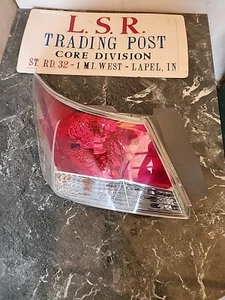 L.S.R.
TRADING POST
CORE DIVISION
ST. RD. 32 - 1 MI. WEST - LAPEL, IN